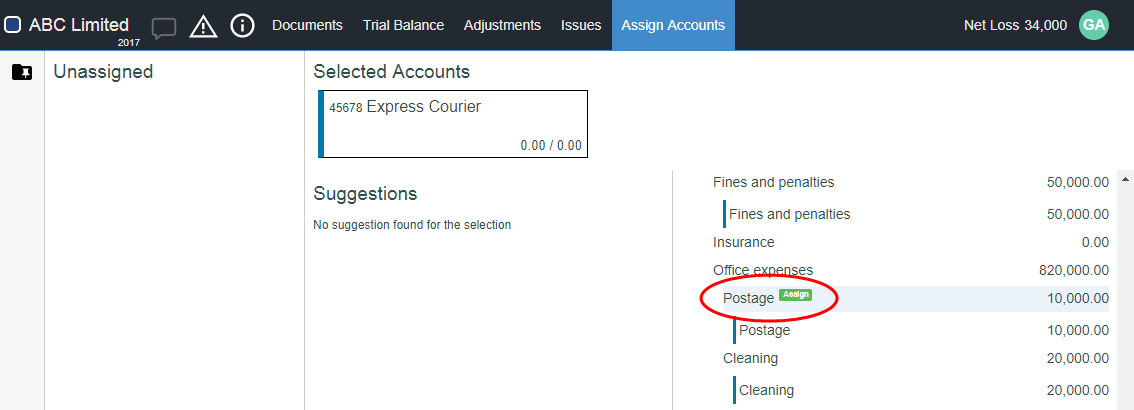 ABC Limited Documents Trial Balance Adjustments Issues Assign Accounts Net Loss 34,000 GA
2017
Unassigned
Selected Accounts
45678 Express Courier
0.00 / 0.00
Suggestions
No suggestion found for the selection
Fines and penalties 50,000.00
Fines and penalties 50,000.00
Insurance 0.00
Office expenses 820,000.00
Postage Assign 10,000.00
Postage 10,000.00
Cleaning 20,000.00
Cleaning 20,000.00